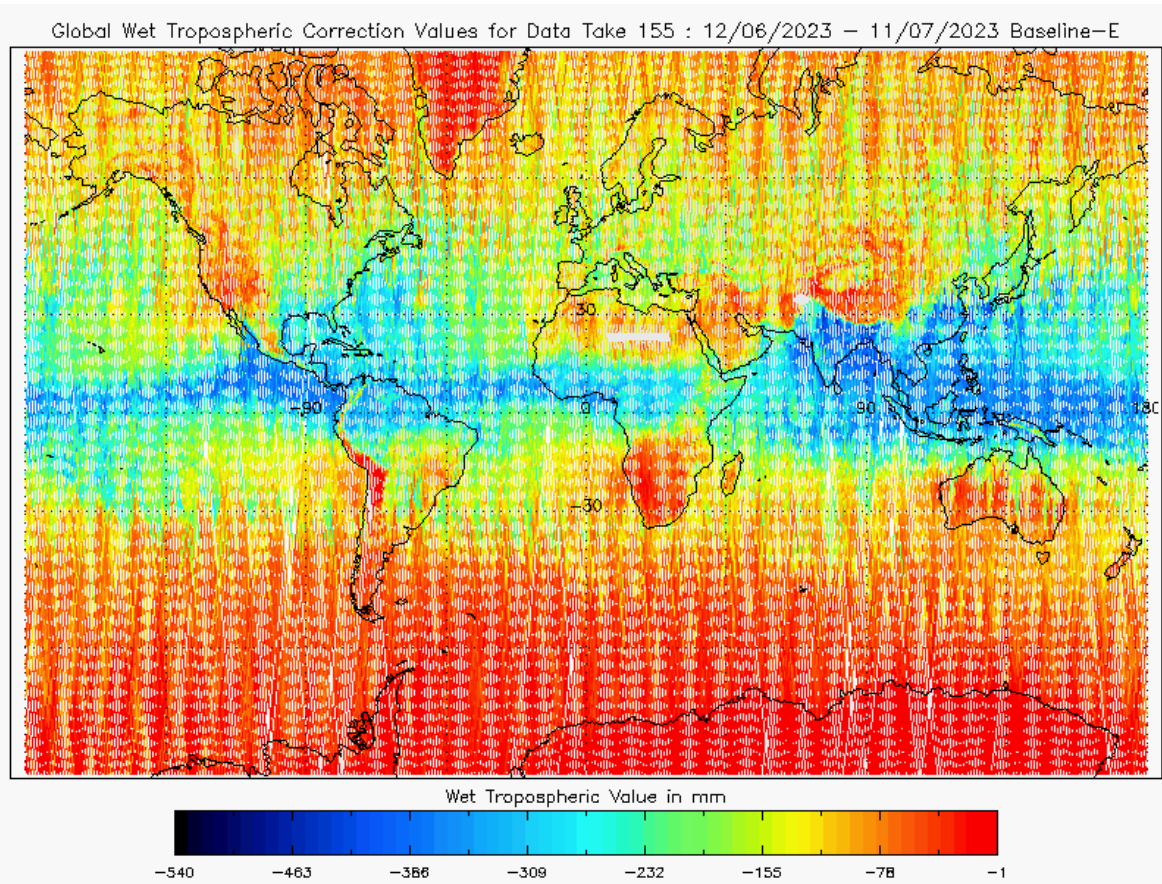 Global Wet Tropospheric Correction Values for Data Take 155 : 12/06/2023 – 11/07/2023 Baseline–E
30
–90 0 90 180
–30
Wet Tropospheric Value in mm
–540 –463 –386 –309 –232 –155 –78 –1